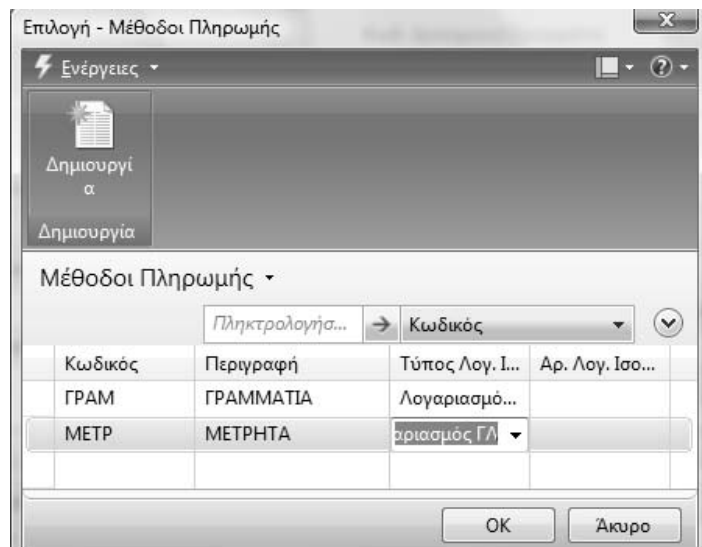 Επιλογή - Μέθοδοι Πληρωμής
Ενέργειες
Δημιουργί
α
Δημιουργία
Μέθοδοι Πληρωμής
Πληκτρολογήσ... Κωδικός
Κωδικός Περιγραφή Τύπος Λογ. Ι... Αρ. Λογ. Ισο...
ΓΡΑΜ ΓΡΑΜΜΑΤΙΑ Λογαριασμό...
ΜΕΤΡ ΜΕΤΡΗΤΑ αριασμός ΓΛ
OK Άκυρο